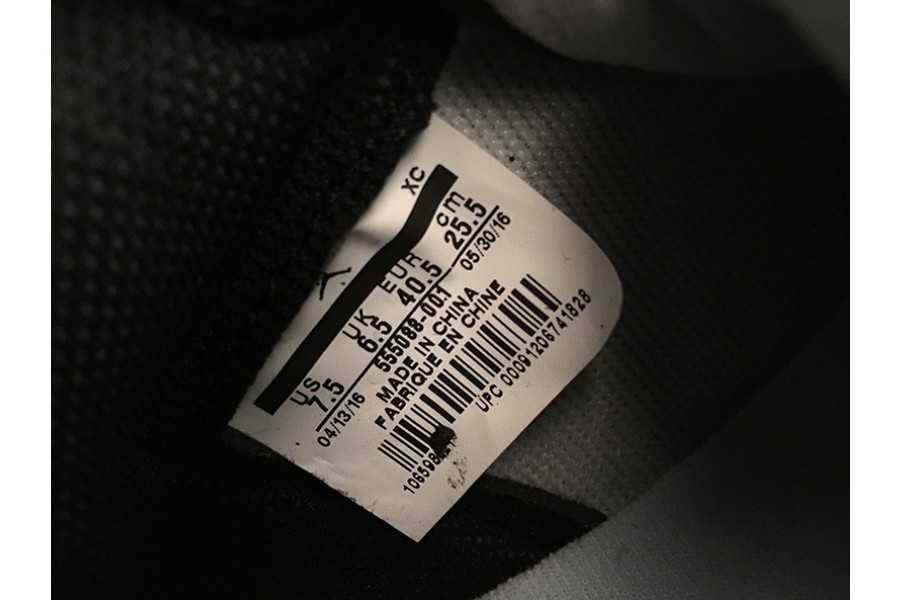 XC
US UK EUR cm
7.5 6.5 40.5 25.5
04/13/16 555088-001 05/30/16
MADE IN CHINA
FABRIQUE EN CHINE
UPC 00091206741828